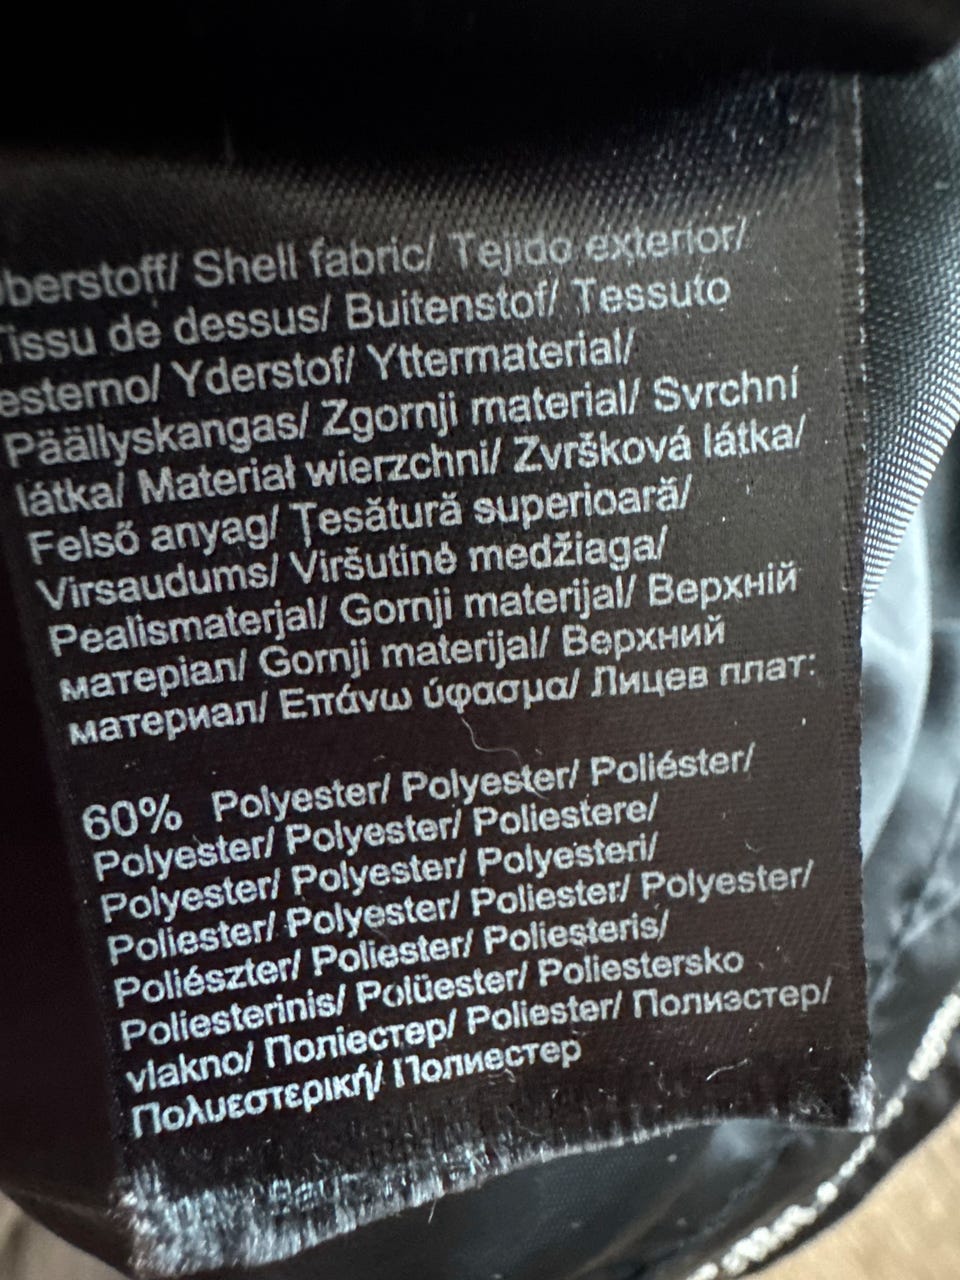 berstoff/ Shell fabric/ Tejido exterior/
Tissu de dessus/ Buitenstof/ Tessuto
esterno/ Yderstof/ Yttermaterial/
Päällyskangas/ Zgornji material/ Svrchní
látka/ Materiał wierzchni/ Zvršková látka/
Felső anyag/ Ţesătură superioară/
Virsaudums/ Viršutinė medžiaga/
Pealismaterjal/ Gornji materijal/ Верхній
матеріал/ Gornji materijal/ Верхний
материал/ Επάνω ύφασμα/ Лицев плат:
60% Polyester/ Polyester/ Poliéster/
Polyester/ Polyester/ Poliestere/
Polyester/ Polyester/ Polyesteri/
Poliester/ Polyester/ Poliester/ Polyester/
Poliészter/ Poliester/ Poliesteris/
Poliesterinis/ Polüester/ Poliestersko
vlakno/ Поліестер/ Poliester/ Полиэстер/
Πολυεστερική/ Полиестер